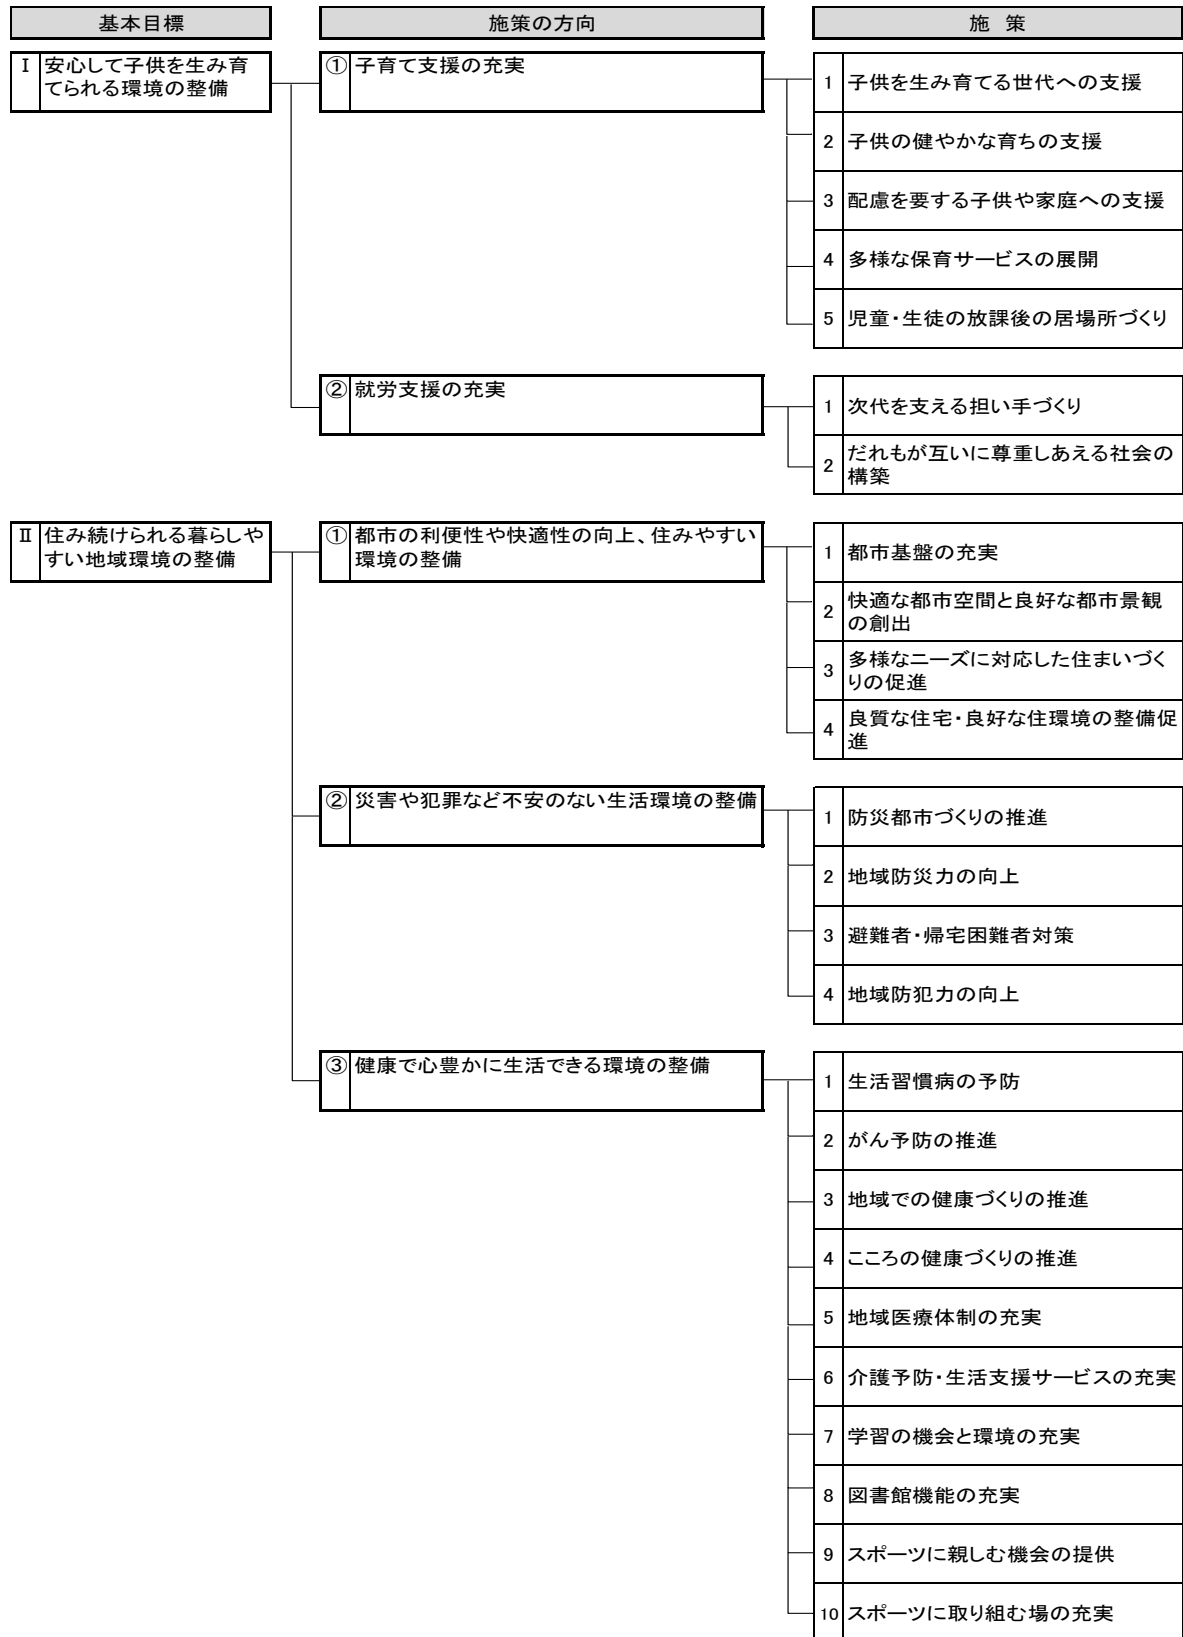 基本目標
施策の方向
施 策
Ⅰ 安心して子供を生み育
てられる環境の整備
① 子育て支援の充実
1 子供を生み育てる世代への支援
2 子供の健やかな育ちの支援
3 配慮を要する子供や家庭への支援
4 多様な保育サービスの展開
5 児童・生徒の放課後の居場所づくり
② 就労支援の充実
1 次代を支える担い手づくり
2 だれもが互いに尊重しあえる社会の
構築
Ⅱ 住み続けられる暮らしや
すい地域環境の整備
① 都市の利便性や快適性の向上、住みやすい
環境の整備
1 都市基盤の充実
2 快適な都市空間と良好な都市景観
の創出
3 多様なニーズに対応した住まいづく
りの促進
4 良質な住宅・良好な住環境の整備促
進
② 災害や犯罪など不安のない生活環境の整備
1 防災都市づくりの推進
2 地域防災力の向上
3 避難者・帰宅困難者対策
4 地域防犯力の向上
③ 健康で心豊かに生活できる環境の整備
1 生活習慣病の予防
2 がん予防の推進
3 地域での健康づくりの推進
4 こころの健康づくりの推進
5 地域医療体制の充実
6 介護予防・生活支援サービスの充実
7 学習の機会と環境の充実
8 図書館機能の充実
9 スポーツに親しむ機会の提供
10 スポーツに取り組む場の充実